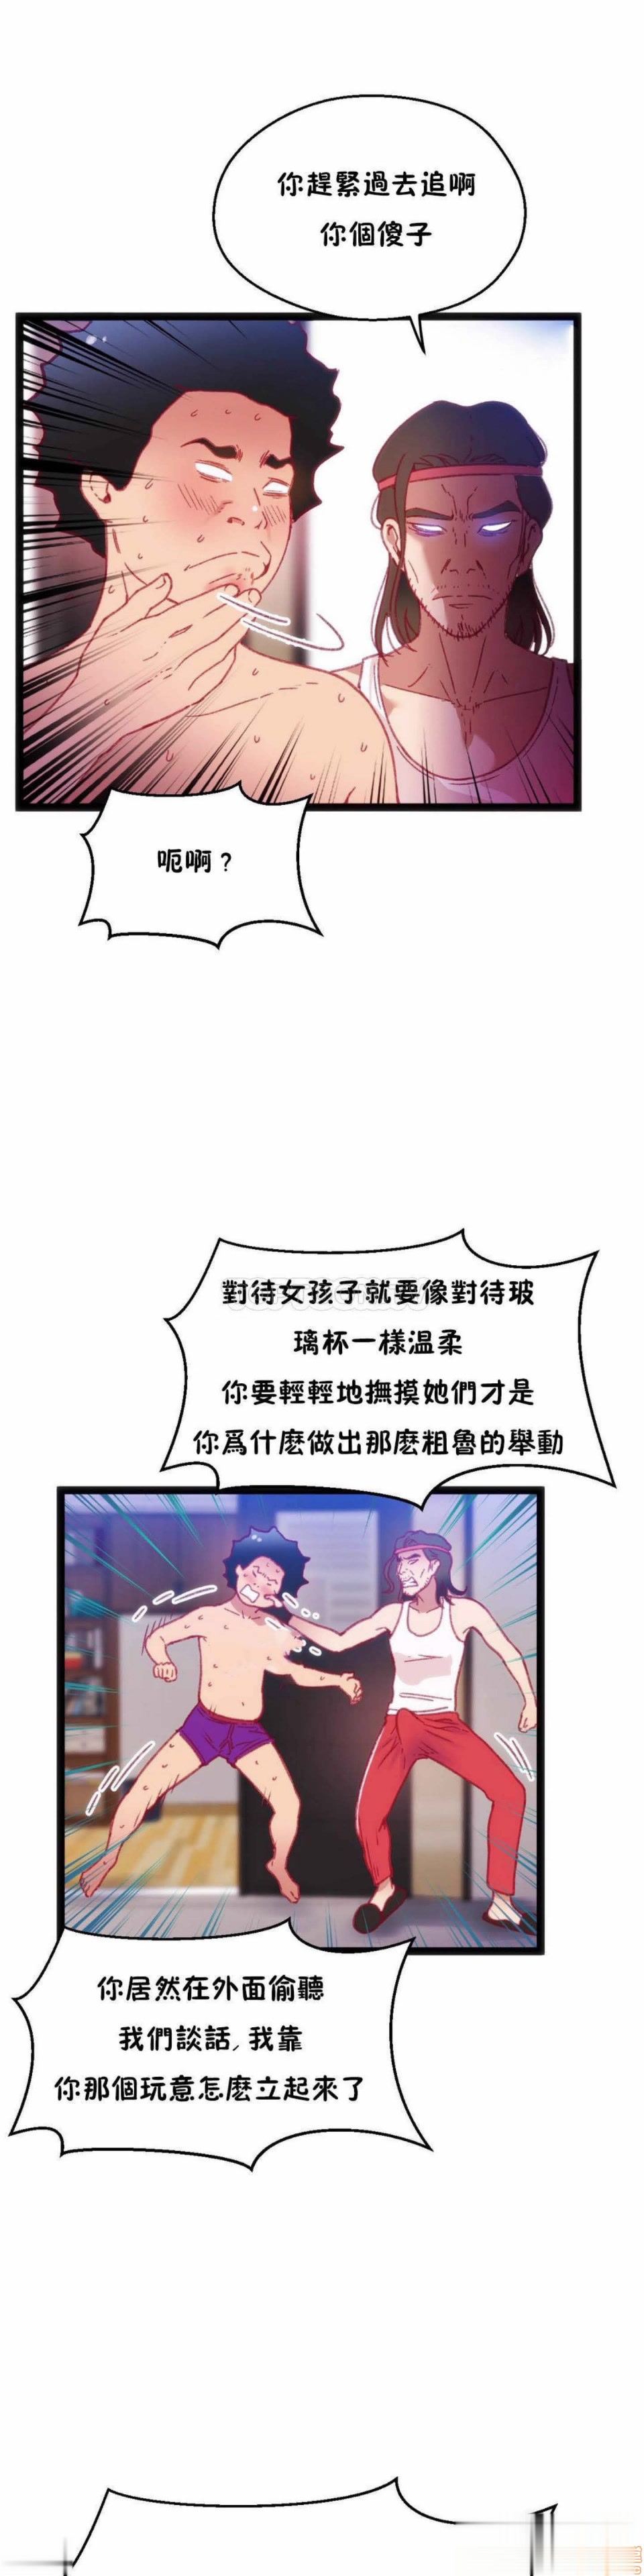 你趕緊過去追啊
你個傻子
呃啊？
對待女孩子就要像對待玻
璃杯一樣溫柔
你要輕輕地撫摸她們才是
你爲什麽做出那麽粗魯的舉動
你居然在外面偷聽
我們談話，我靠
你那個玩意怎麽立起來了